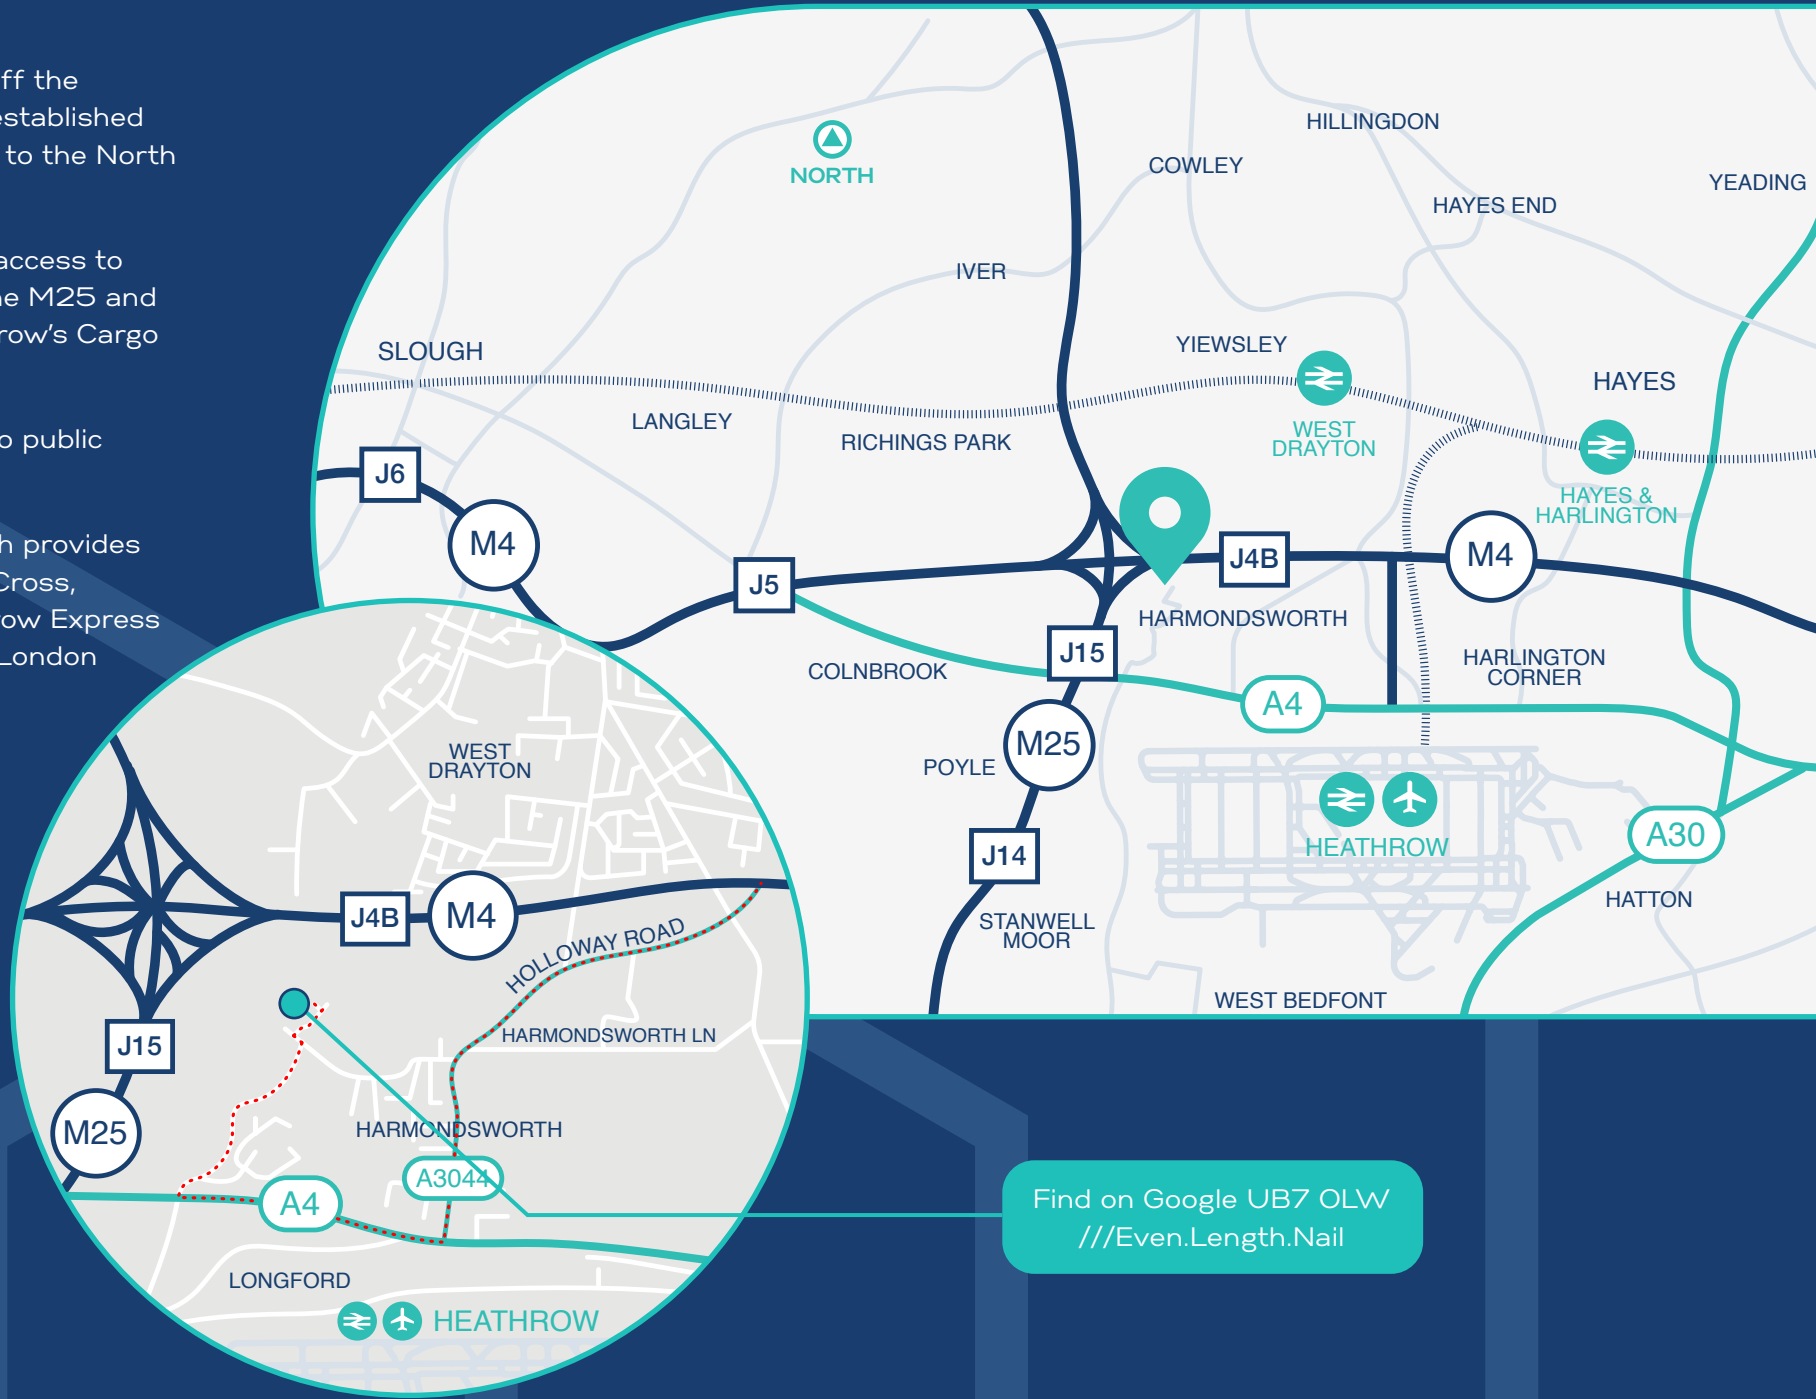 ff the
established
to the North
access to
he M25 and
row's Cargo
o public
h provides
Cross,
row Express
London
NORTH
HILLINGDON
COWLEY
YEADING
HAYES END
IVER
SLOUGH
YIEWSLEY
HAYES
LANGLEY
RICHINGS PARK
WEST
DRAYTON
HAYES &
HARLINGTON
J6
M4
J5
J4B
M4
HARMONDSWORTH
J15
COLNBROOK
HARLINGTON
CORNER
A4
M25
POYLE
HEATHROW
J14
A30
HATTON
STANWELL
MOOR
WEST BEDFONT
WEST
DRAYTON
J4B
M4
HOLLOWAY ROAD
J15
HARMONDSWORTH LN
M25
HARMONDSWORTH
A3044
A4
LONGFORD
HEATHROW
Find on Google UB7 0LW
///Even.Length.Nail